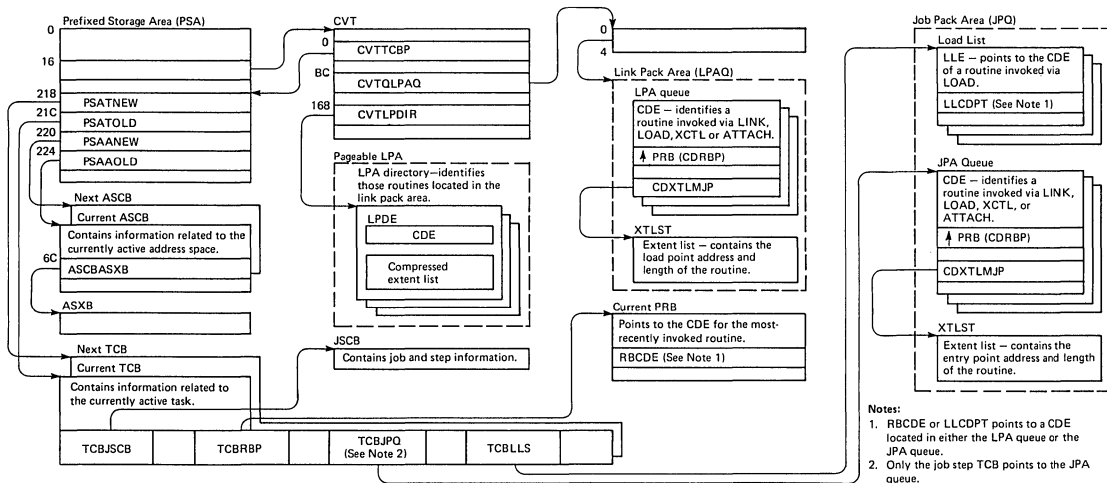 Prefixed Storage Area (PSA)
0
16
218
PSATNEW
21C
PSATOLD
220
PSAANEW
224
PSAAOLD
Next ASCB
Current ASCB
Contains information related to the
currently active address space.
6C
ASCBASXB
ASXB
Next TCB
Current TCB
Contains information related to
the currently active task.
TCBJSCB
TCBRBP
TCBJPQ
(See Note 2)
TCBLLS
CVT
0
CVTTCBP
BC
CVTQLPAQ
168
CVTLPDIR
Pageable LPA
LPA directory—identifies
those routines located in the
link pack area.
LPDE
CDE
Compressed
extent list
JSCB
Contains job and step information.
0
4
Link Pack Area (LPAQ)
LPA queue
CDE – identifies a
routine invoked via LINK,
LOAD, XCTL or ATTACH.
↑ PRB (CDRBP)
CDXTLMJP
XTLST
Extent list – contains the
load point address and
length of the routine.
Current PRB
Points to the CDE for the most-
recently invoked routine.
RBCDE (See Note 1)
Job Pack Area (JPQ)
Load List
LLE – points to the CDE
of a routine invoked via
LOAD.
LLCDPT (See Note 1)
JPA Queue
CDE – identifies a
routine invoked via LINK,
LOAD, XCTL, or
ATTACH.
↑ PRB (CDRBP)
CDXTLMJP
XTLST
Extent list – contains the
entry point address and length
of the routine.
Notes:
1. RBCDE or LLCDPT points to a CDE
located in either the LPA queue or the
JPA queue.
2. Only the job step TCB points to the JPA
queue.